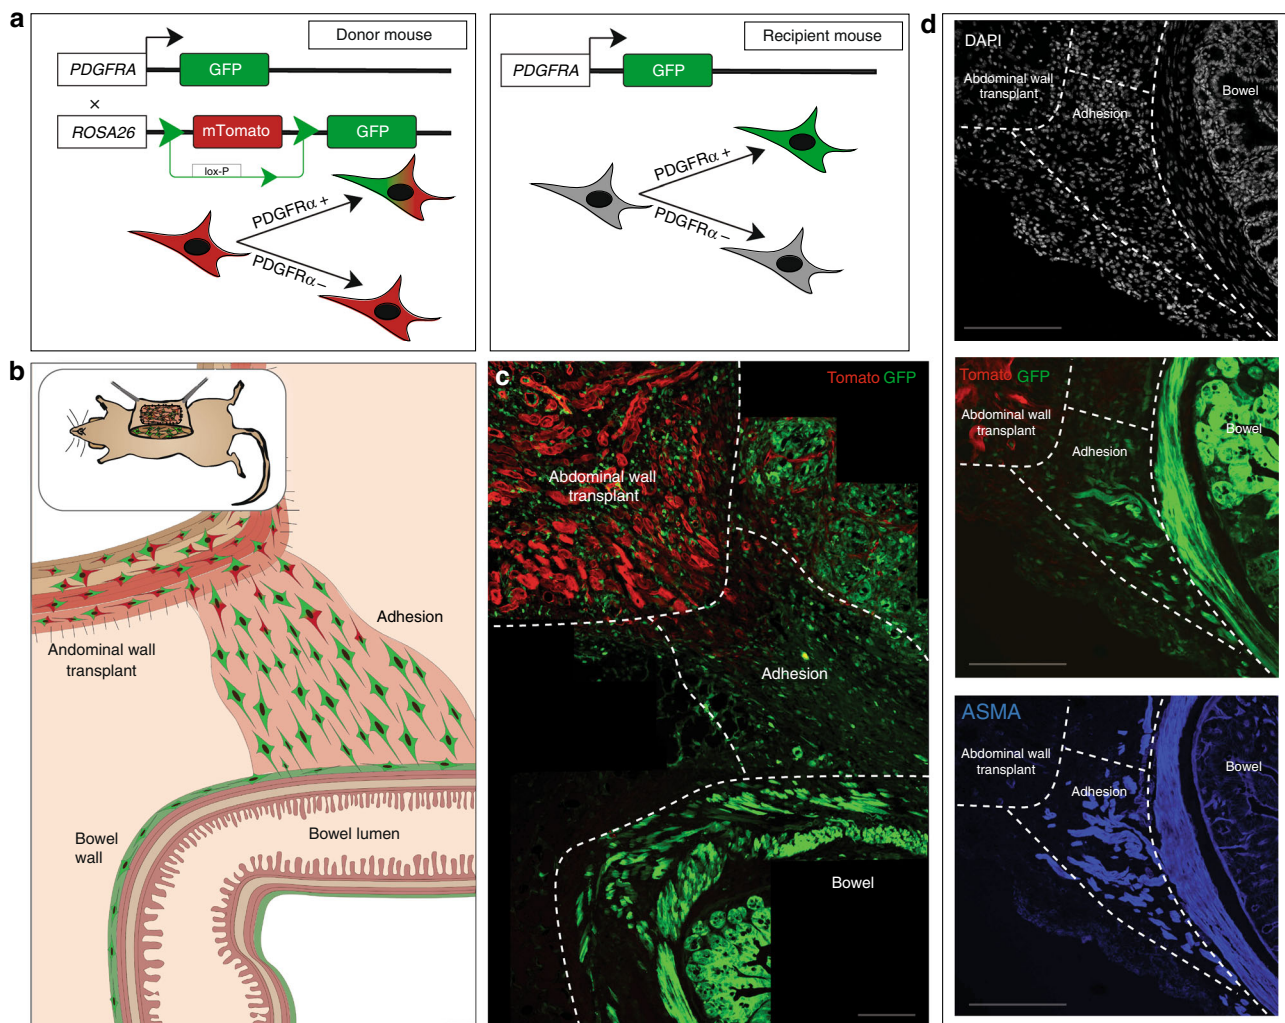 a
Donor mouse
PDGFRA
GFP
×
ROSA26
mTomato
GFP
lox-P
PDGFRα +
PDGFRα –
Recipient mouse
PDGFRA
GFP
PDGFRα +
PDGFRα –
b
Adhesion
Andominal wall
transplant
Bowel
wall
Bowel lumen
c
Tomato GFP
Abdominal wall
transplant
Adhesion
Bowel
d
DAPI
Abdominal wall
transplant
Adhesion
Bowel
Tomato GFP
Abdominal wall
transplant
Adhesion
Bowel
ASMA
Abdominal wall
transplant
Adhesion
Bowel